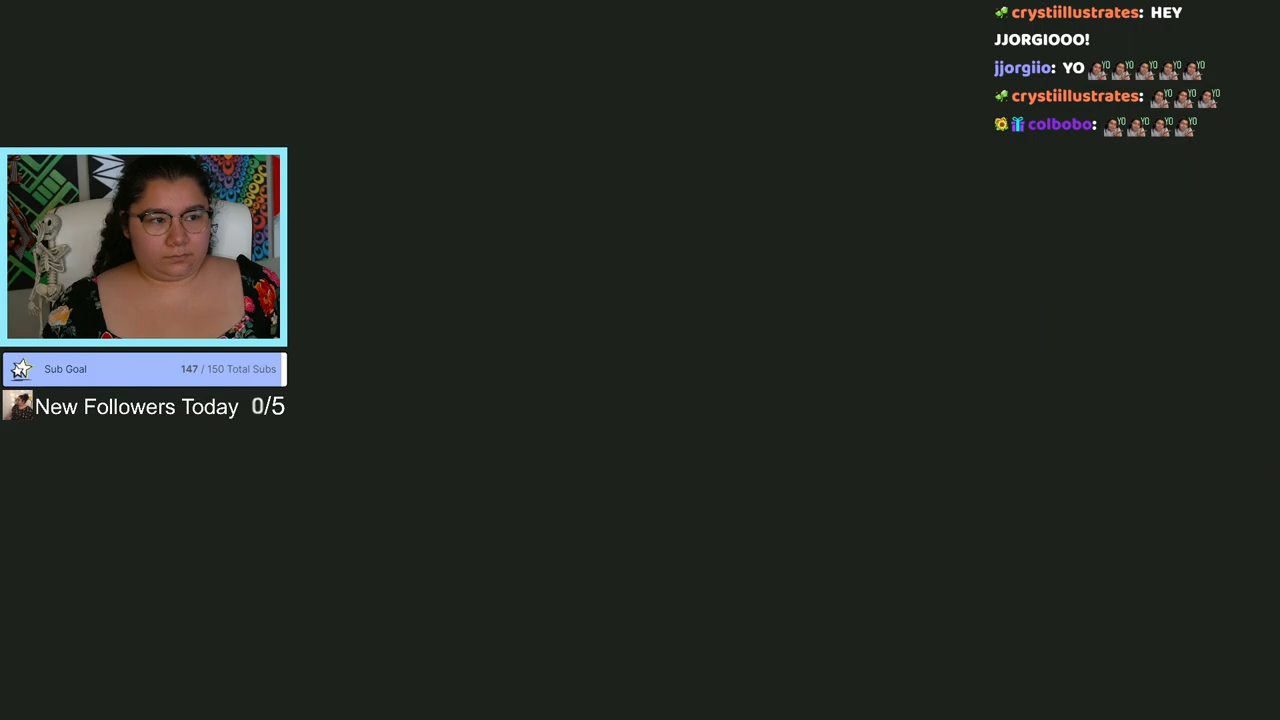 crystiillustrates: HEY
JJORGIOOO!
jjorgiio: YO
crystiillustrates:
colbobo:
Sub Goal 147 / 150 Total Subs
New Followers Today 0/5